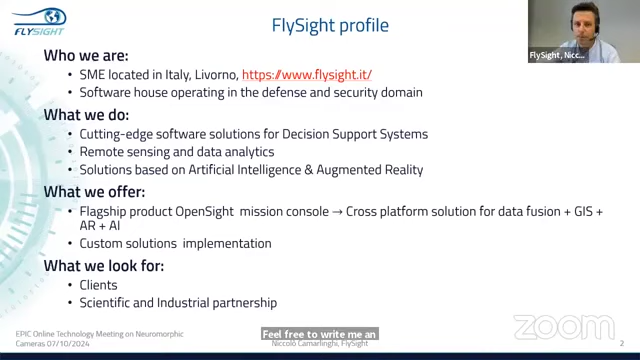 FLYSIGHT
FlySight profile
FlySight, Nicc...
Who we are:
• SME located in Italy, Livorno, https://www.flysight.it/
• Software house operating in the defense and security domain
What we do:
• Cutting-edge software solutions for Decision Support Systems
• Remote sensing and data analytics
• Solutions based on Artificial Intelligence & Augmented Reality
What we offer:
• Flagship product OpenSight mission console → Cross platform solution for data fusion + GIS +
AR + AI
• Custom solutions implementation
What we look for:
• Clients
• Scientific and Industrial partnership
Feel free to write me an
zoom
EPIC Online Technology Meeting on Neuromorphic
Cameras 07/10/2024
Niccolò Camarlinghi, FlySight
2